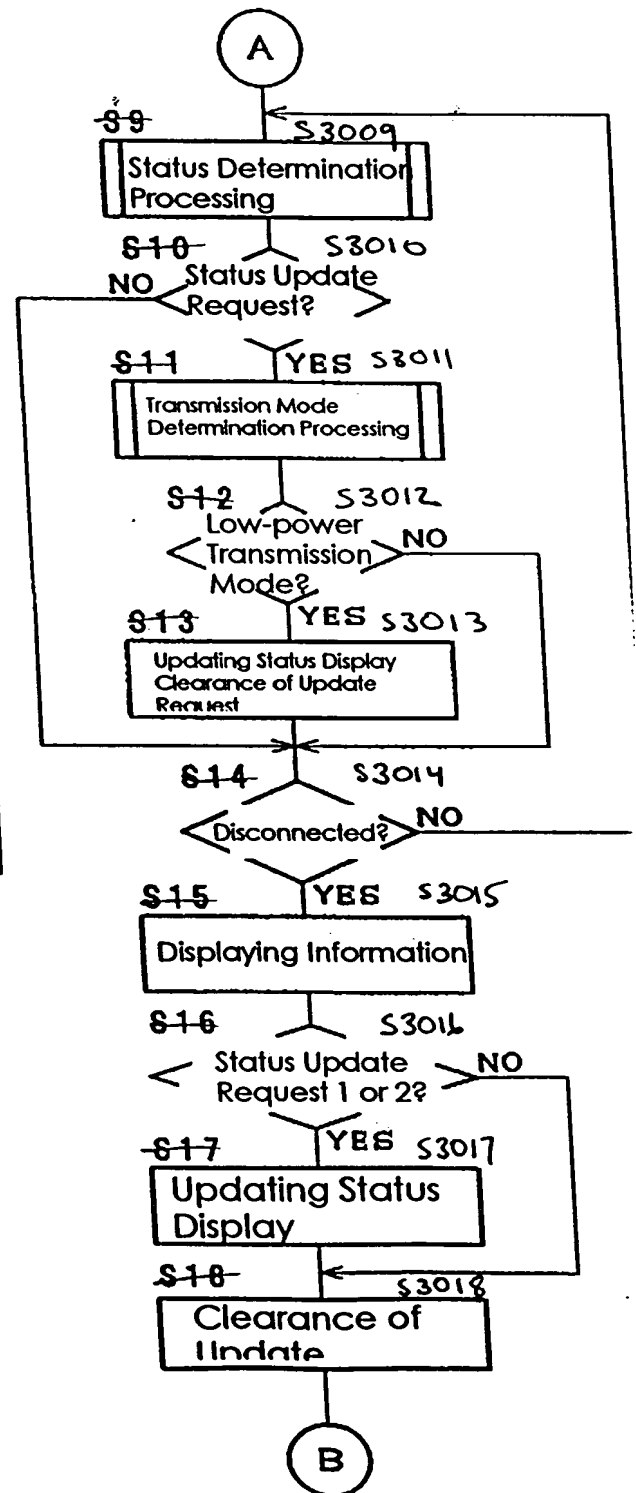 A
S9 S3009
Status Determination
Processing
S10 S3010
NO Status Update
Request?
S11 YES S3011
Transmission Mode
Determination Processing
S12 S3012
Low-power NO
Transmission
Mode?
S13 YES S3013
Updating Status Display
Clearance of Update
Request
S14 S3014
Disconnected? NO
S15 YES S3015
Displaying Information
S16 S3016
Status Update NO
Request 1 or 2?
S17 YES S3017
Updating Status
Display
S18 S3018
Clearance of
Update
B